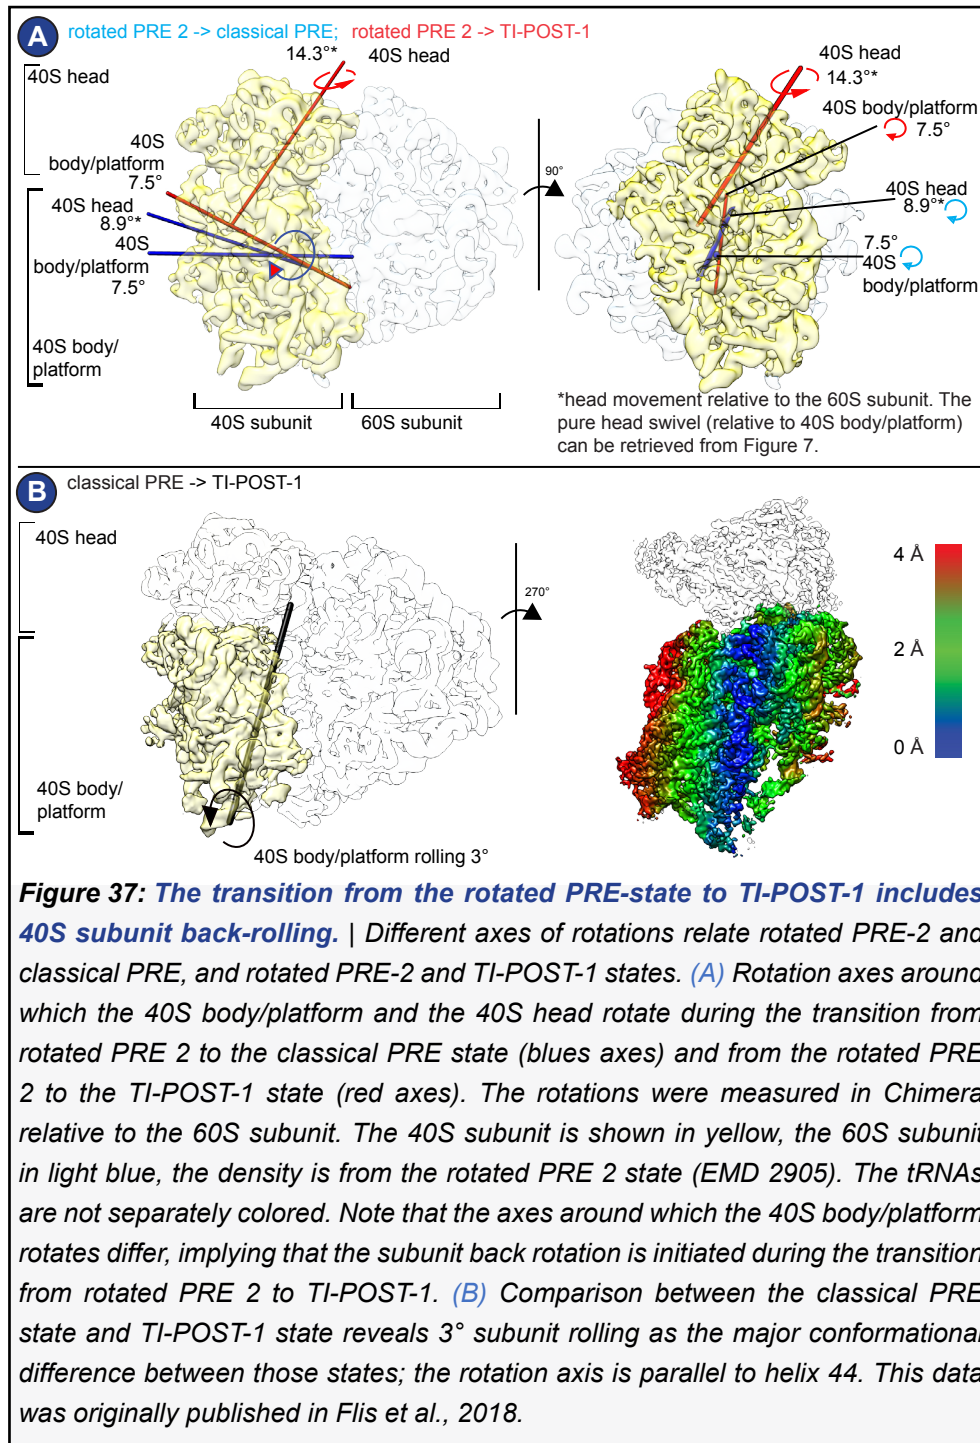 A rotated PRE 2 -> classical PRE; rotated PRE 2 -> TI-POST-1
14.3°*
40S head
40S head
40S
body/platform
7.5°
40S head
8.9°*
40S
body/platform
7.5°
40S body/
platform
40S subunit
60S subunit
90°
40S head
14.3°*
40S body/platform
7.5°
40S head
8.9°*
7.5°
40S
body/platform
*head movement relative to the 60S subunit. The
pure head swivel (relative to 40S body/platform)
can be retrieved from Figure 7.
B classical PRE -> TI-POST-1
40S head
40S body/
platform
40S body/platform rolling 3°
270°
4 Å
2 Å
0 Å
Figure 37: The transition from the rotated PRE-state to TI-POST-1 includes
40S subunit back-rolling. | Different axes of rotations relate rotated PRE-2 and
classical PRE, and rotated PRE-2 and TI-POST-1 states. (A) Rotation axes around
which the 40S body/platform and the 40S head rotate during the transition from
rotated PRE 2 to the classical PRE state (blues axes) and from the rotated PRE
2 to the TI-POST-1 state (red axes). The rotations were measured in Chimera
relative to the 60S subunit. The 40S subunit is shown in yellow, the 60S subunit
in light blue, the density is from the rotated PRE 2 state (EMD 2905). The tRNAs
are not separately colored. Note that the axes around which the 40S body/platform
rotates differ, implying that the subunit back rotation is initiated during the transition
from rotated PRE 2 to TI-POST-1. (B) Comparison between the classical PRE
state and TI-POST-1 state reveals 3° subunit rolling as the major conformational
difference between those states; the rotation axis is parallel to helix 44. This data
was originally published in Flis et al., 2018.